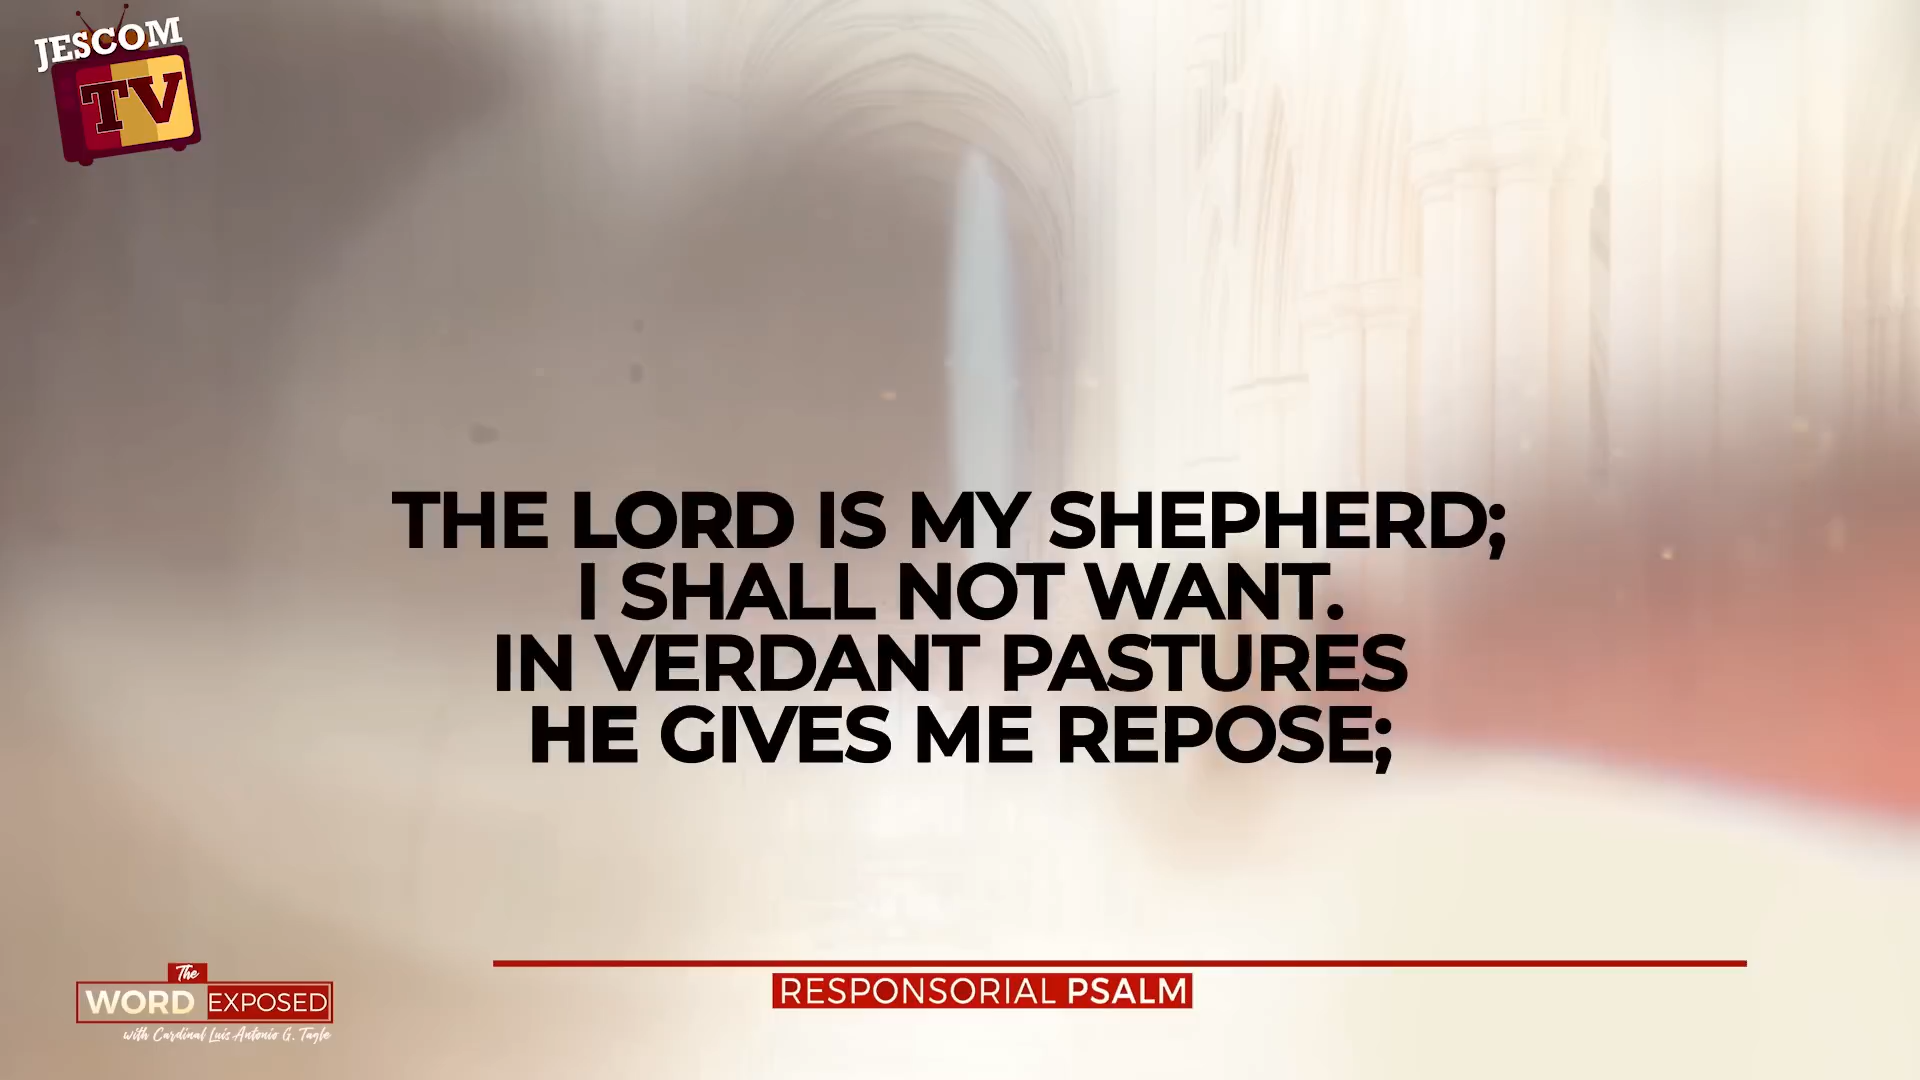 JESCOM
TV
THE LORD IS MY SHEPHERD;
I SHALL NOT WANT.
IN VERDANT PASTURES
HE GIVES ME REPOSE;
The
WORD EXPOSED
with Cardinal Luis Antonio G. Tagle
RESPONSORIAL PSALM